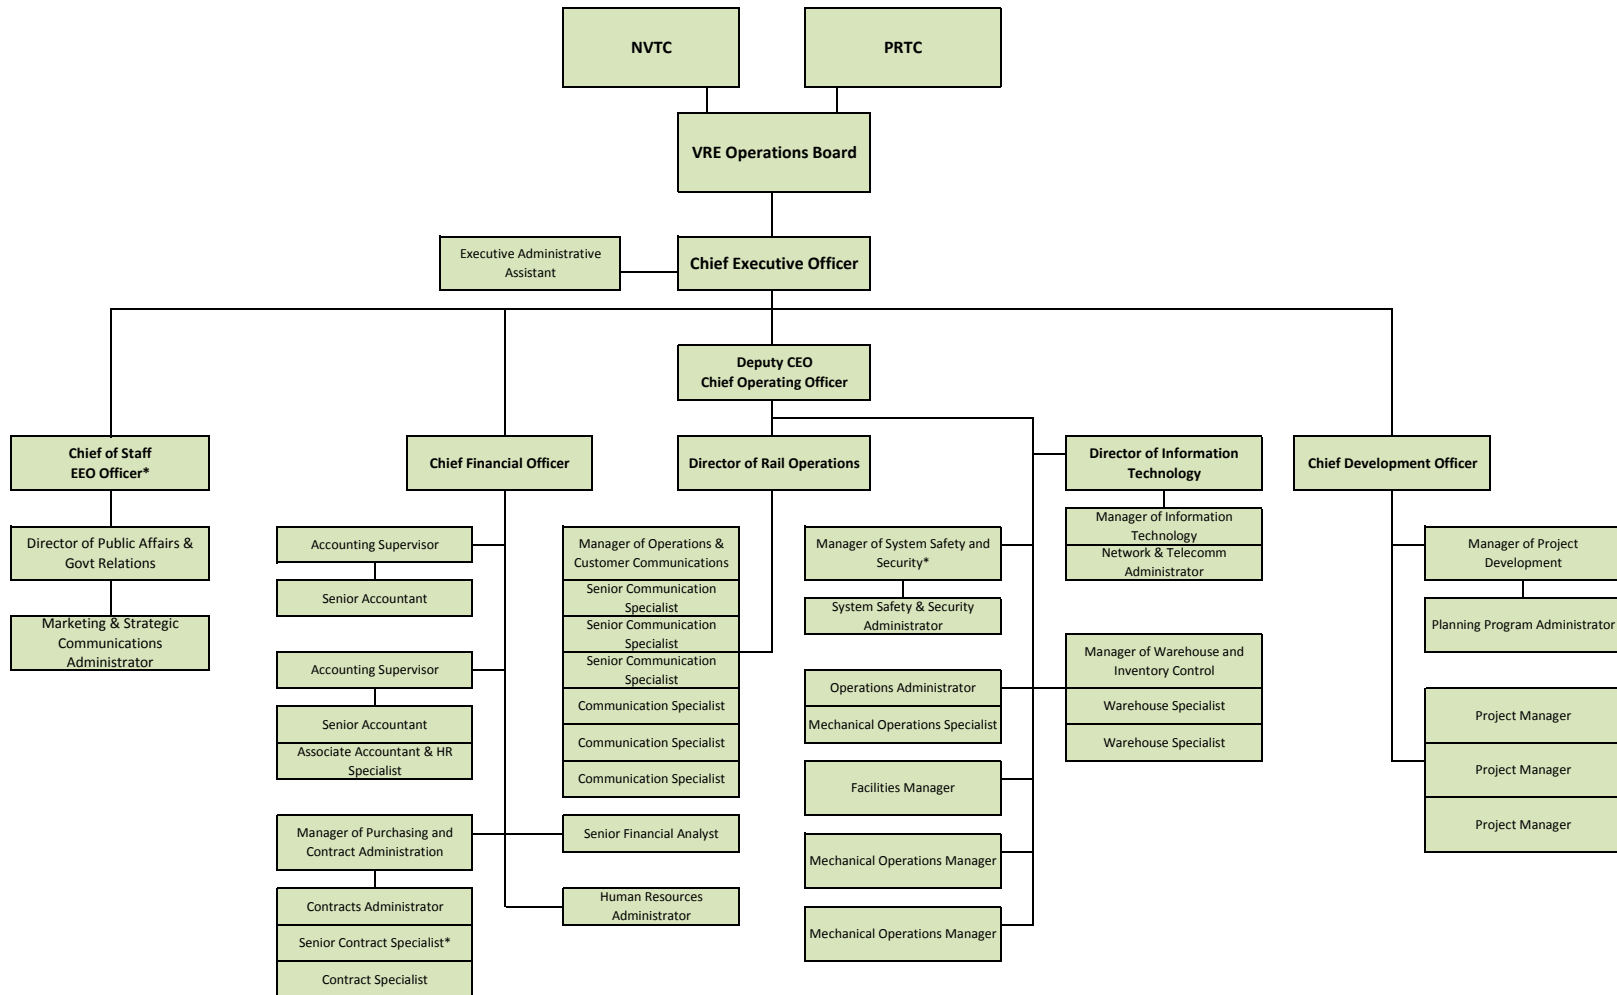 NVTC
PRTC
VRE Operations Board
Executive Administrative
Assistant
Chief Executive Officer
Deputy CEO
Chief Operating Officer
Chief of Staff
EEO Officer*
Chief Financial Officer
Director of Rail Operations
Director of Information
Technology
Chief Development Officer
Director of Public Affairs &
Govt Relations
Marketing & Strategic
Communications
Administrator
Accounting Supervisor
Senior Accountant
Accounting Supervisor
Senior Accountant
Associate Accountant & HR
Specialist
Manager of Purchasing and
Contract Administration
Contracts Administrator
Senior Contract Specialist*
Contract Specialist
Manager of Operations &
Customer Communications
Senior Communication
Specialist
Senior Communication
Specialist
Senior Communication
Specialist
Communication Specialist
Communication Specialist
Communication Specialist
Senior Financial Analyst
Human Resources
Administrator
Manager of System Safety and
Security*
System Safety & Security
Administrator
Operations Administrator
Mechanical Operations Specialist
Facilities Manager
Mechanical Operations Manager
Mechanical Operations Manager
Manager of Information
Technology
Network & Telecomm
Administrator
Manager of Warehouse and
Inventory Control
Warehouse Specialist
Warehouse Specialist
Manager of Project
Development
Planning Program Administrator
Project Manager
Project Manager
Project Manager